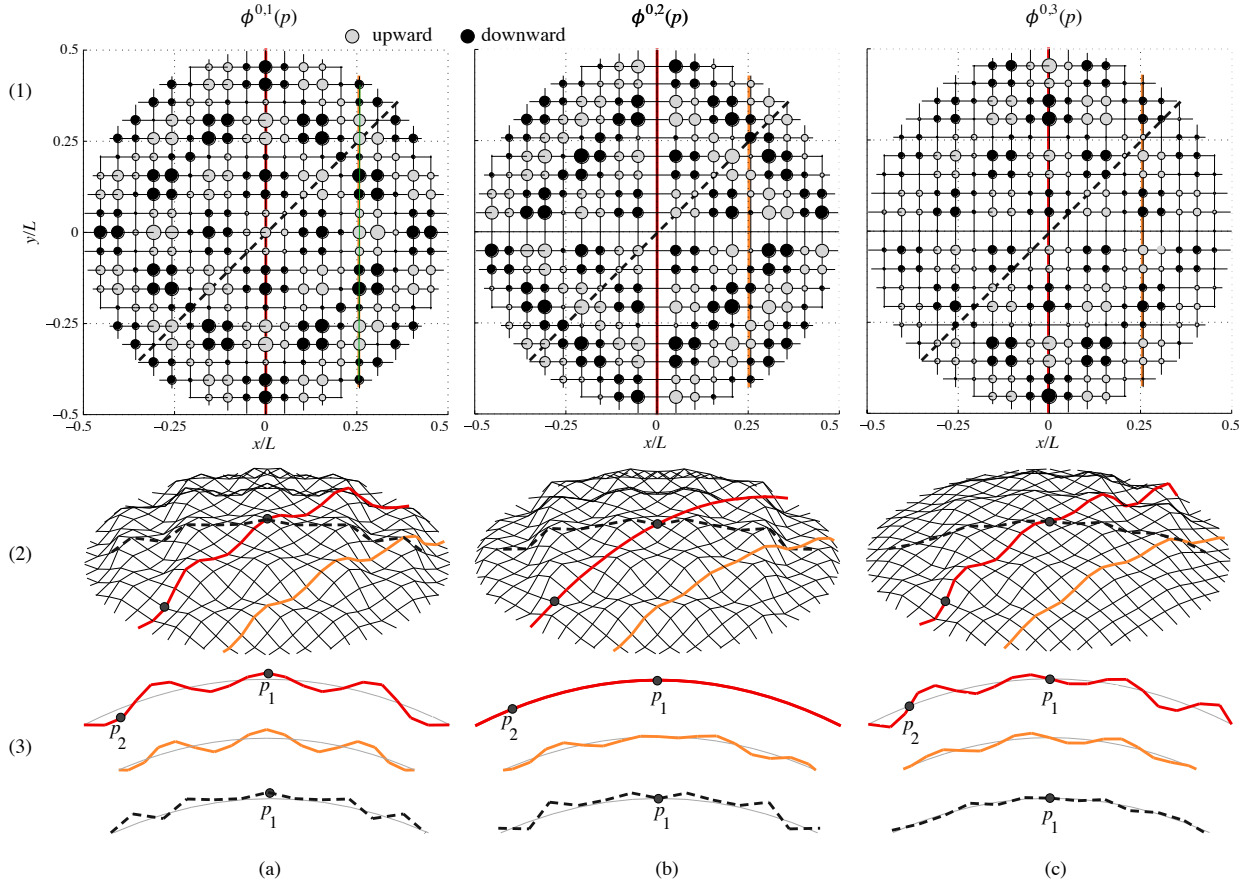 ϕ^{0,1}(p)
ϕ^{0,2}(p)
ϕ^{0,3}(p)
upward downward
(1)
0.5
0.25
0
−0.25
−0.5
y/L
−0.5 −0.25 0 0.25 0.5
x/L
−0.5 −0.25 0 0.25 0.5
x/L
−0.5 −0.25 0 0.25 0.5
x/L
(2)
(3)
p_1
p_2
p_1
p_2
p_1
p_2
p_1
p_1
p_1
(a) (b) (c)